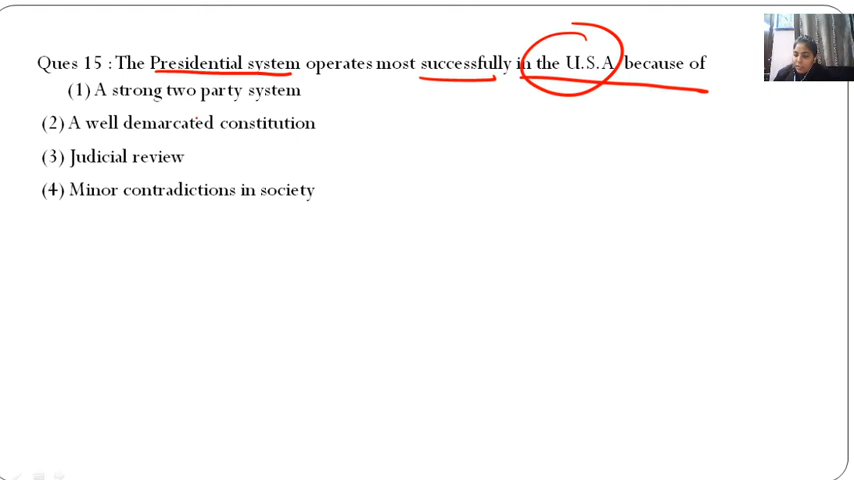 Ques 15 : The Presidential system operates most successfully in the U.S.A because of
(1) A strong two party system
(2) A well demarcated constitution
(3) Judicial review
(4) Minor contradictions in society